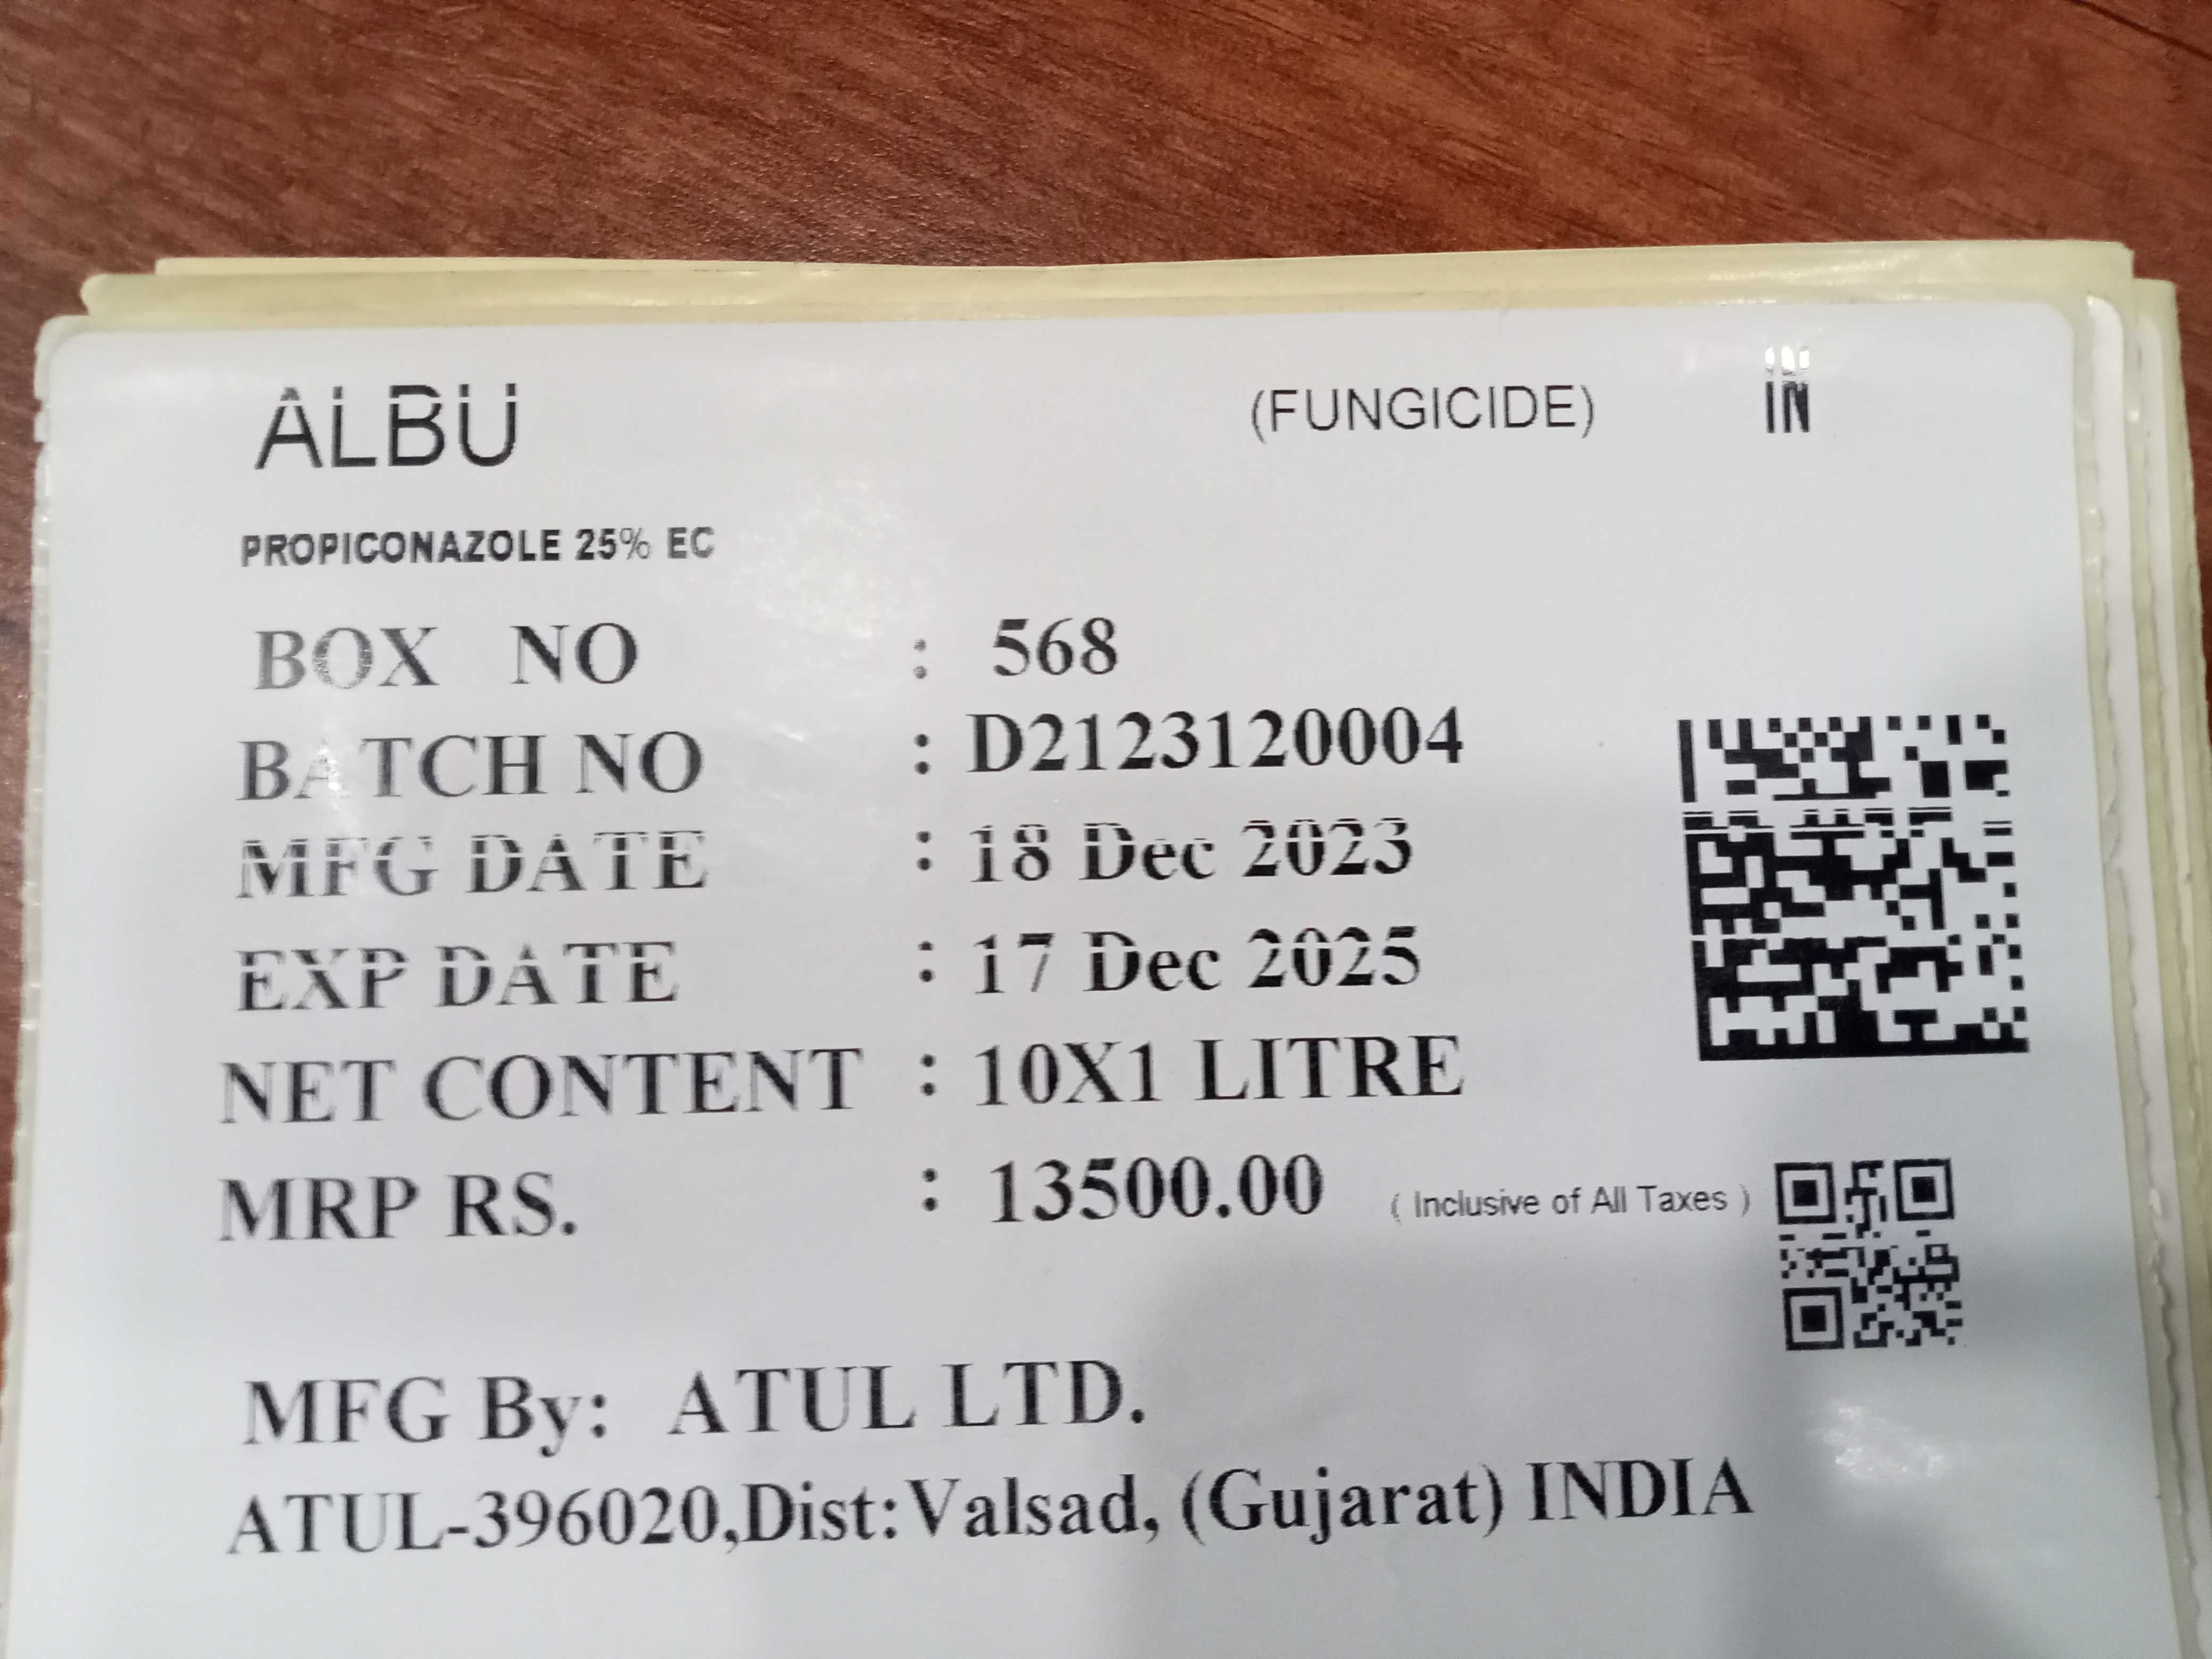 ALBU (FUNGICIDE) IN
PROPICONAZOLE 25% EC
BOX NO : 568
BATCH NO : D2123120004
MFG DATE : 18 Dec 2023
EXP DATE : 17 Dec 2025
NET CONTENT : 10X1 LITRE
MRP RS. : 13500.00 ( Inclusive of All Taxes )
MFG By: ATUL LTD.
ATUL-396020,Dist:Valsad, (Gujarat) INDIA